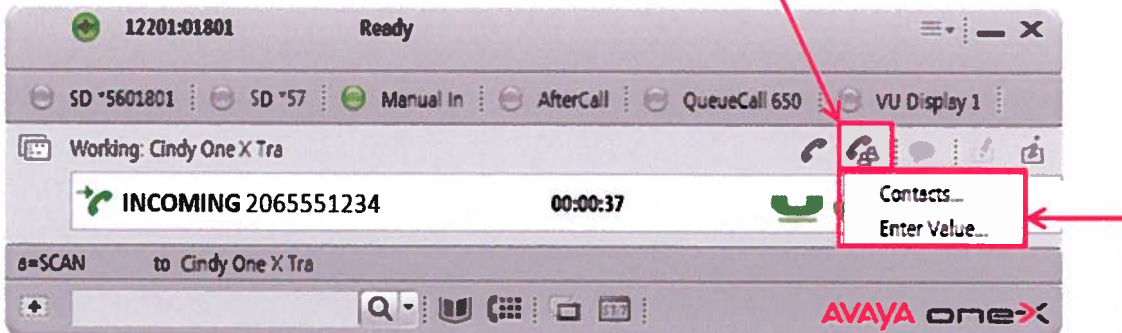 12201:01801 Ready
SD *5601801 SD *57 Manual In AfterCall QueueCall 650 VU Display 1
Working: Cindy One X Tra
INCOMING 2065551234 00:00:37
Contacts...
Enter Value...
a=SCAN to Cindy One X Tra
AVAYA one-X